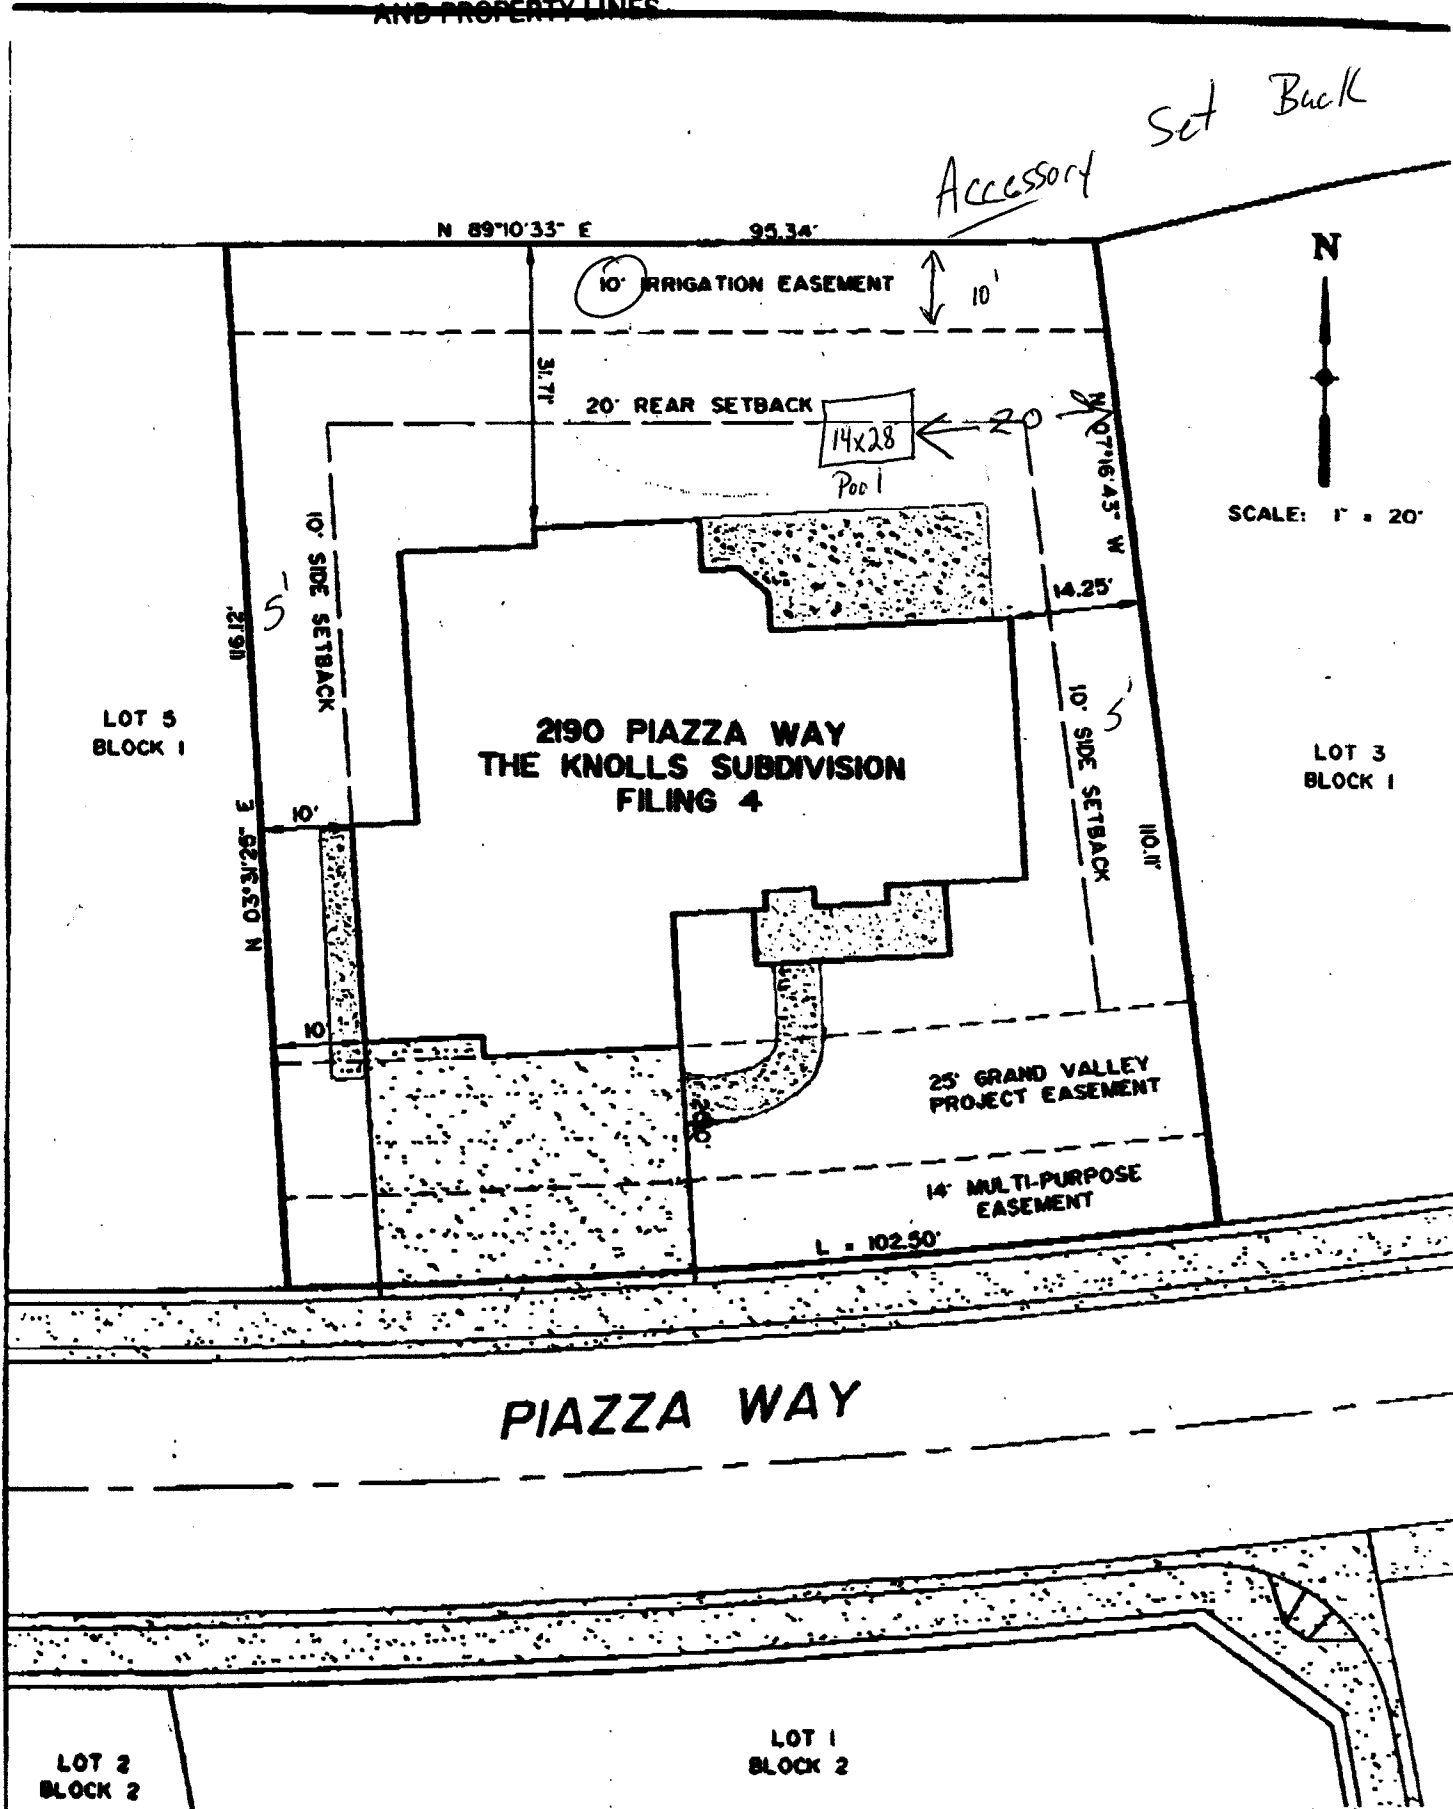 AND PROPERTY LINES
Set Back
Accessory
N 89°10'33" E 95.34'
10' IRRIGATION EASEMENT
10'
N
31.71'
20' REAR SETBACK
14x28
20
Pool
N 07°16'43" W
SCALE: 1" = 20'
10' SIDE SETBACK
5'
116.12'
14.25'
10' SIDE SETBACK
5'
LOT 5
BLOCK 1
2190 PIAZZA WAY
THE KNOLLS SUBDIVISION
FILING 4
LOT 3
BLOCK 1
10'
N 03°31'26" E
110.11'
10'
25' GRAND VALLEY
PROJECT EASEMENT
14' MULTI-PURPOSE
EASEMENT
L = 102.50'
PIAZZA WAY
LOT 1
BLOCK 2
LOT 2
BLOCK 2